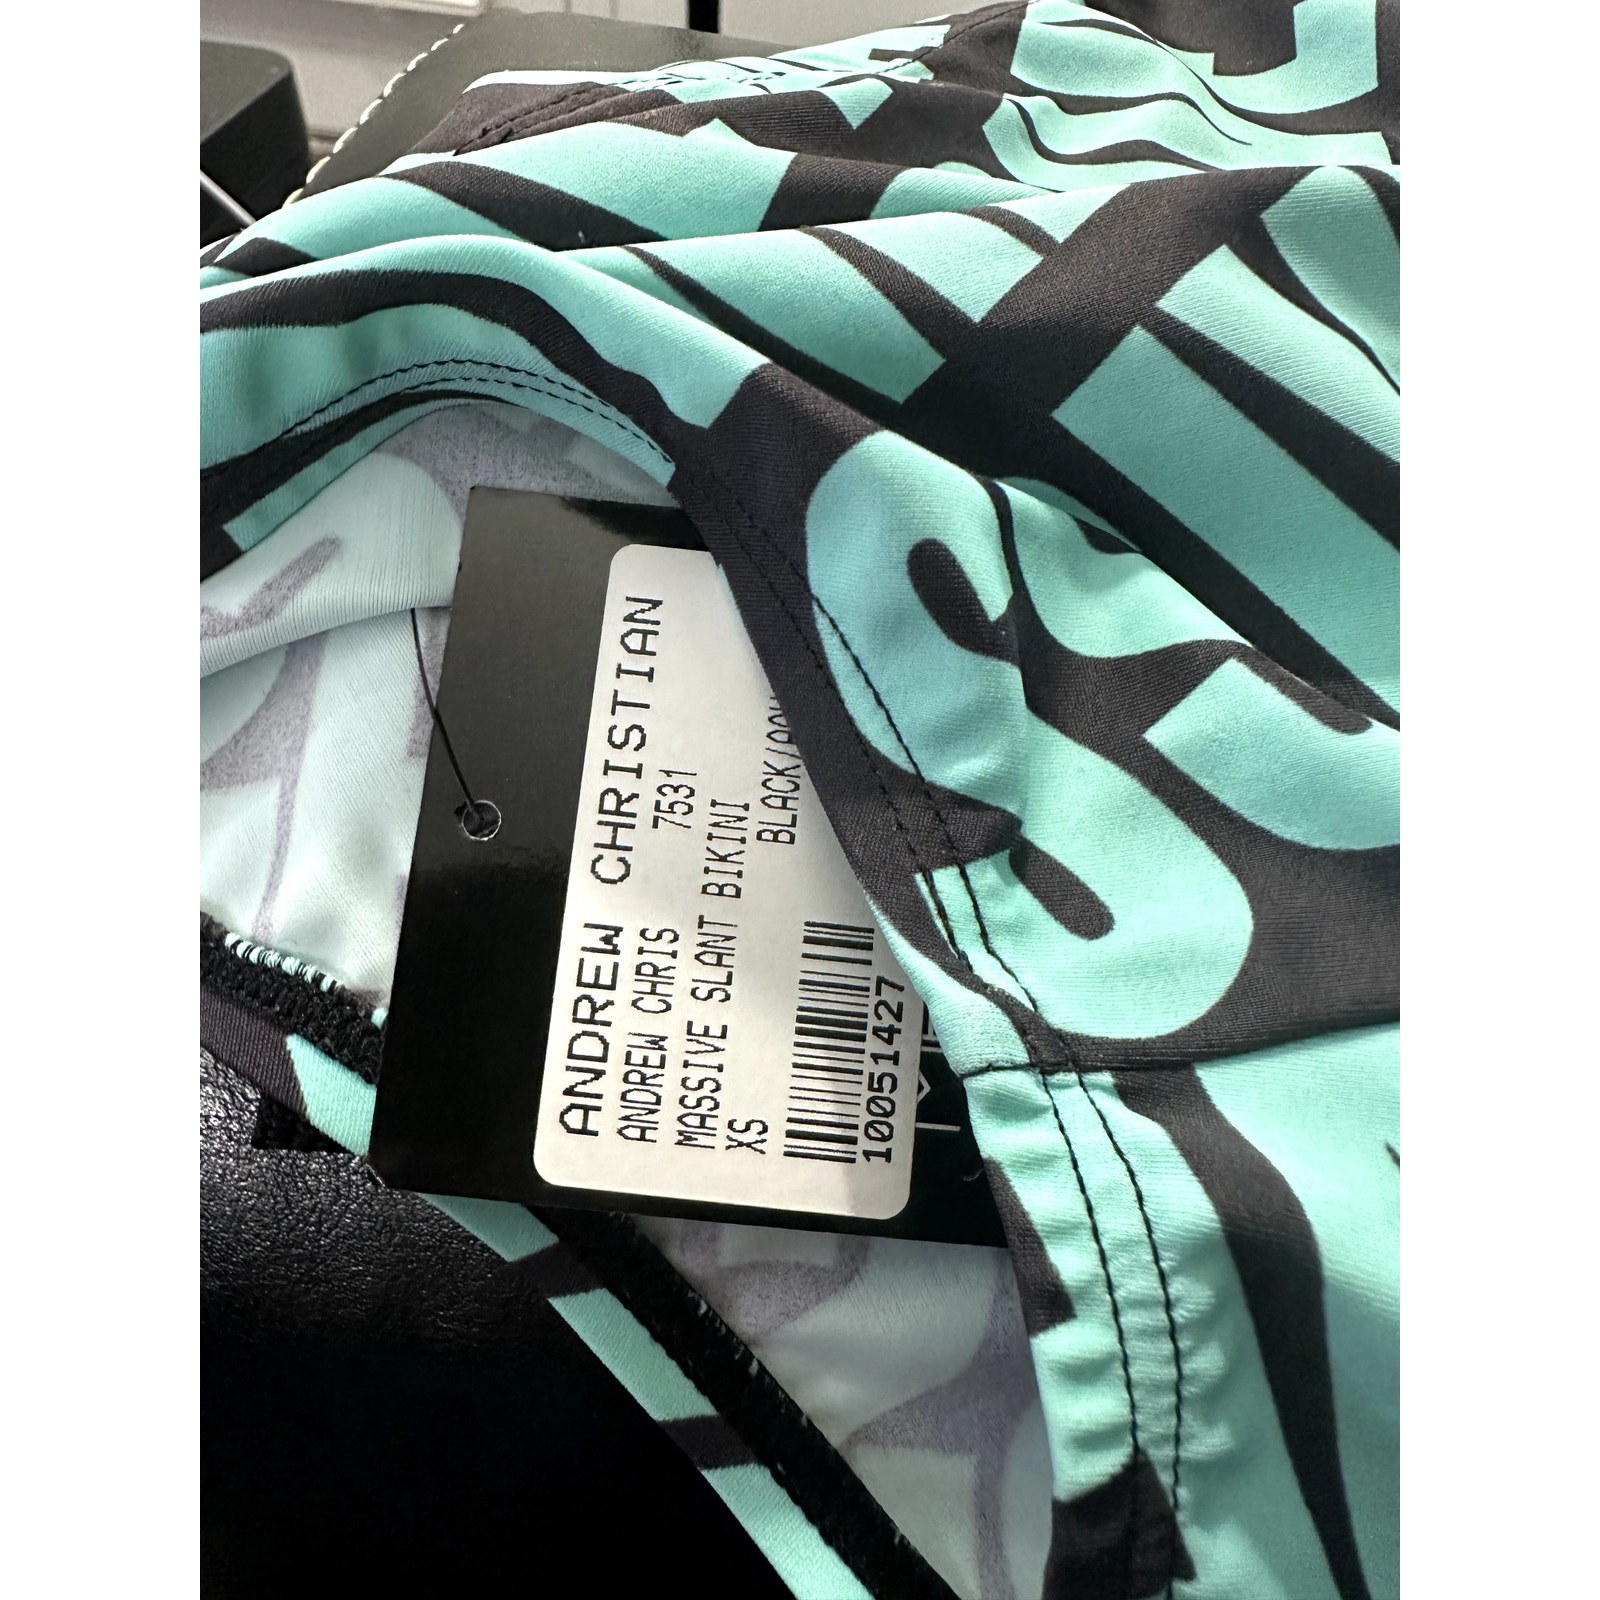 ANDREW CHRISTIAN
ANDREW CHRIS 7531
MASSIVE SLANT BIKINI
XS
10051427